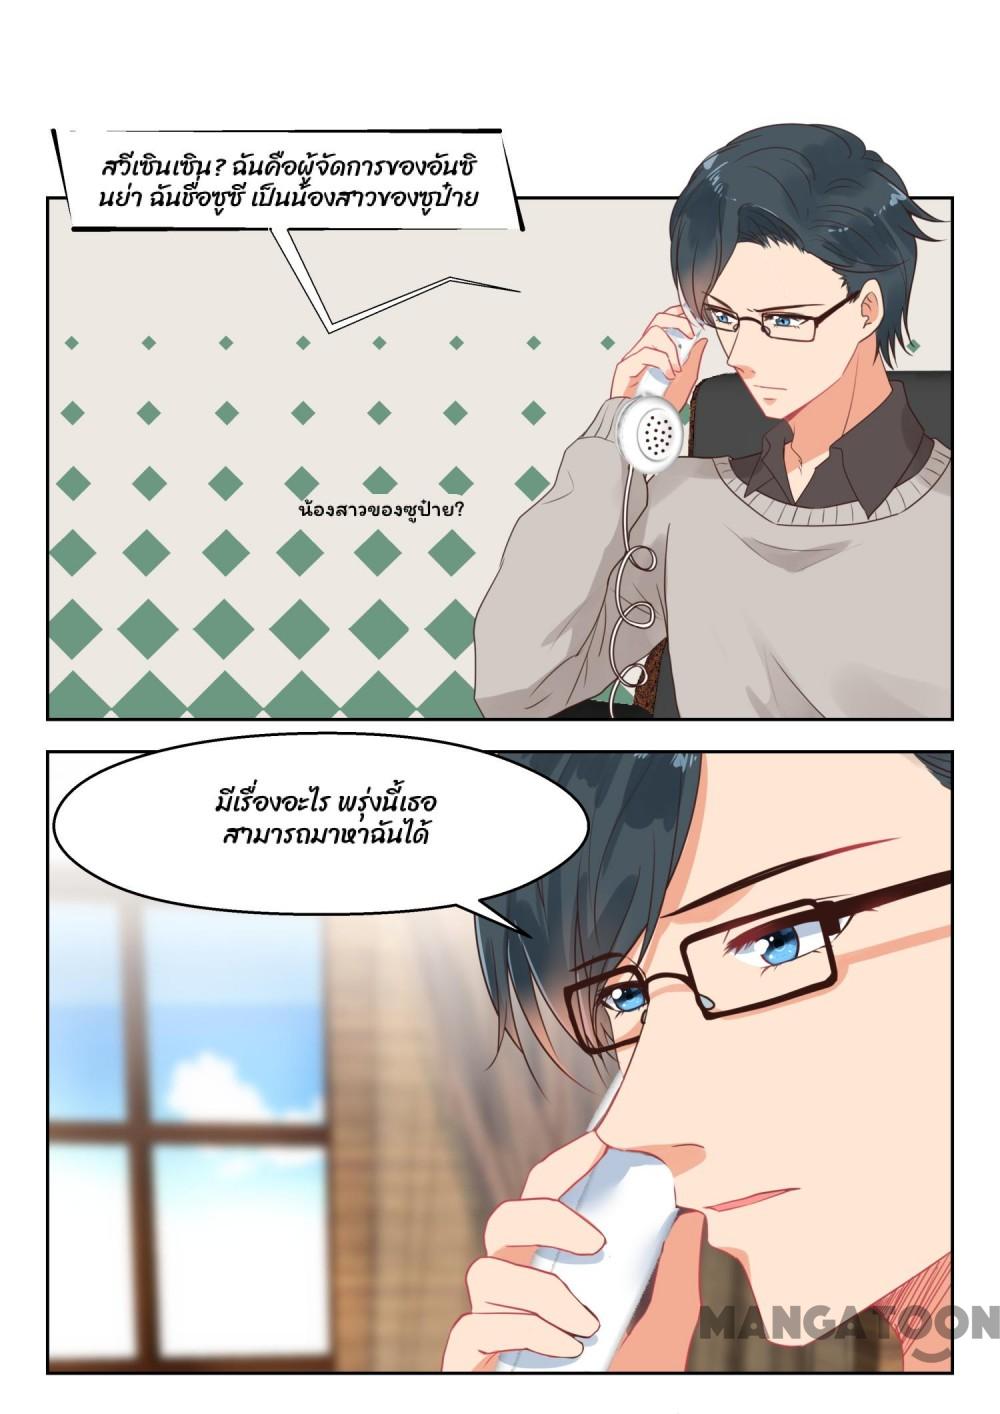 สวีเซินเซิน? ฉันคือผู้จัดการของอันซิ
นย่า ฉันชื่อซูซี เป็นน้องสาวของซูป๋าย
น้องสาวของซูป๋าย?
มีเรื่องอะไร พรุ่งนี้เธอ
สามารถมาหาฉันได้
MANGATOON